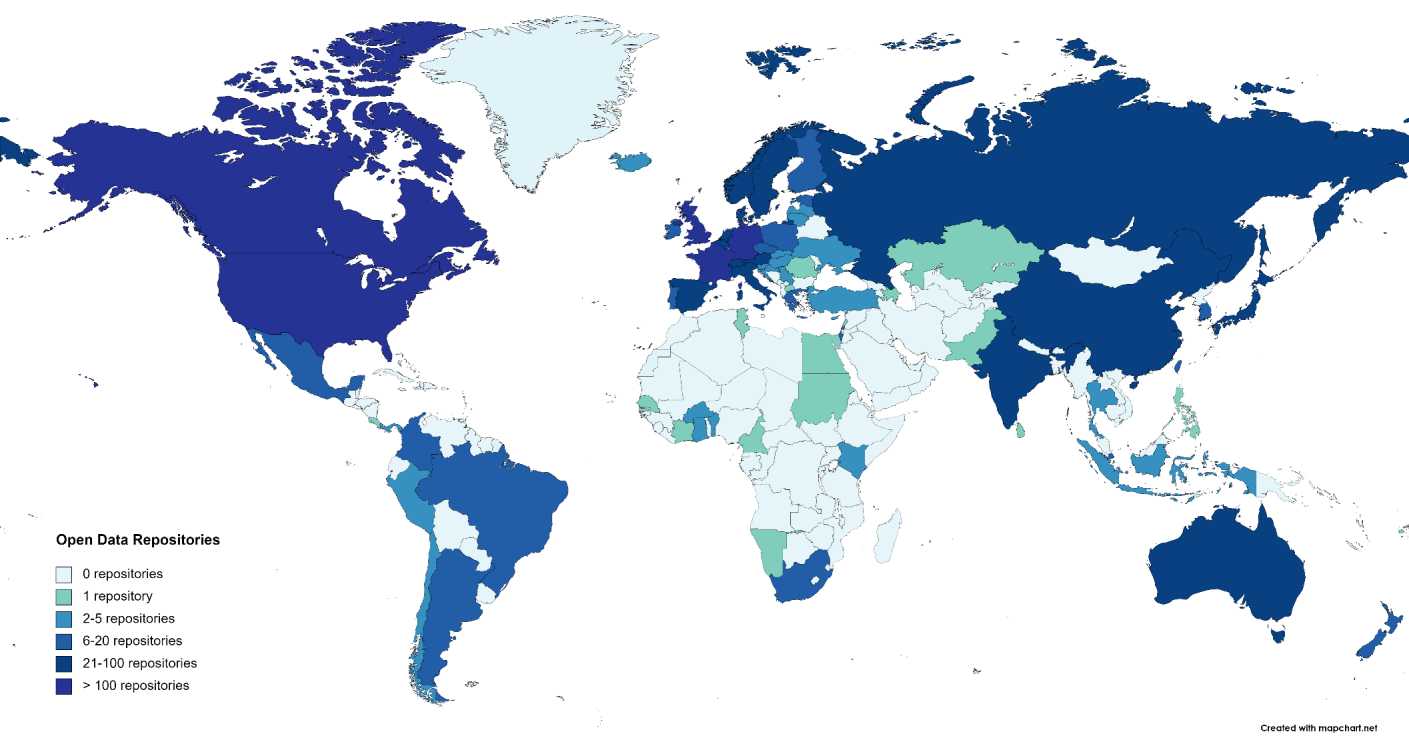 Open Data Repositories
0 repositories
1 repository
2-5 repositories
6-20 repositories
21-100 repositories
> 100 repositories
Created with mapchart.net